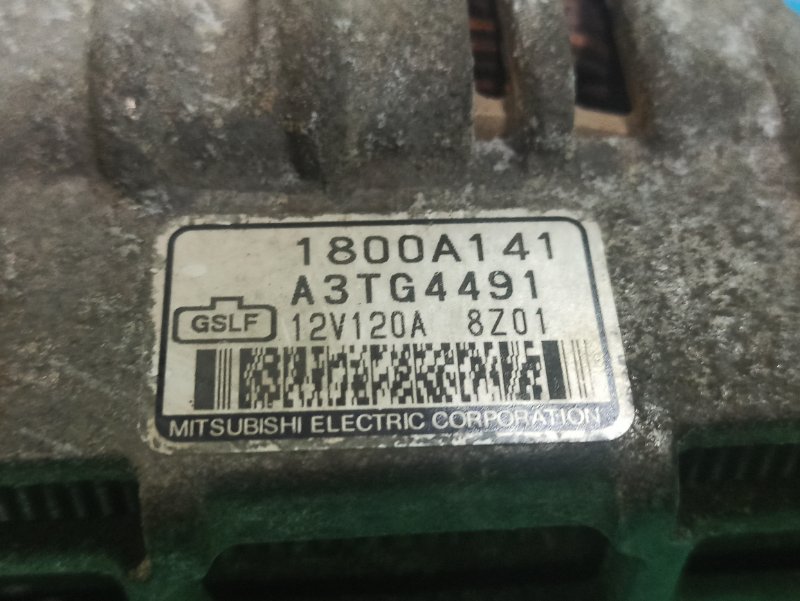 1800A141
A3TG4491
GSLF 12V120A 8Z01
MITSUBISHI ELECTRIC CORPORATION